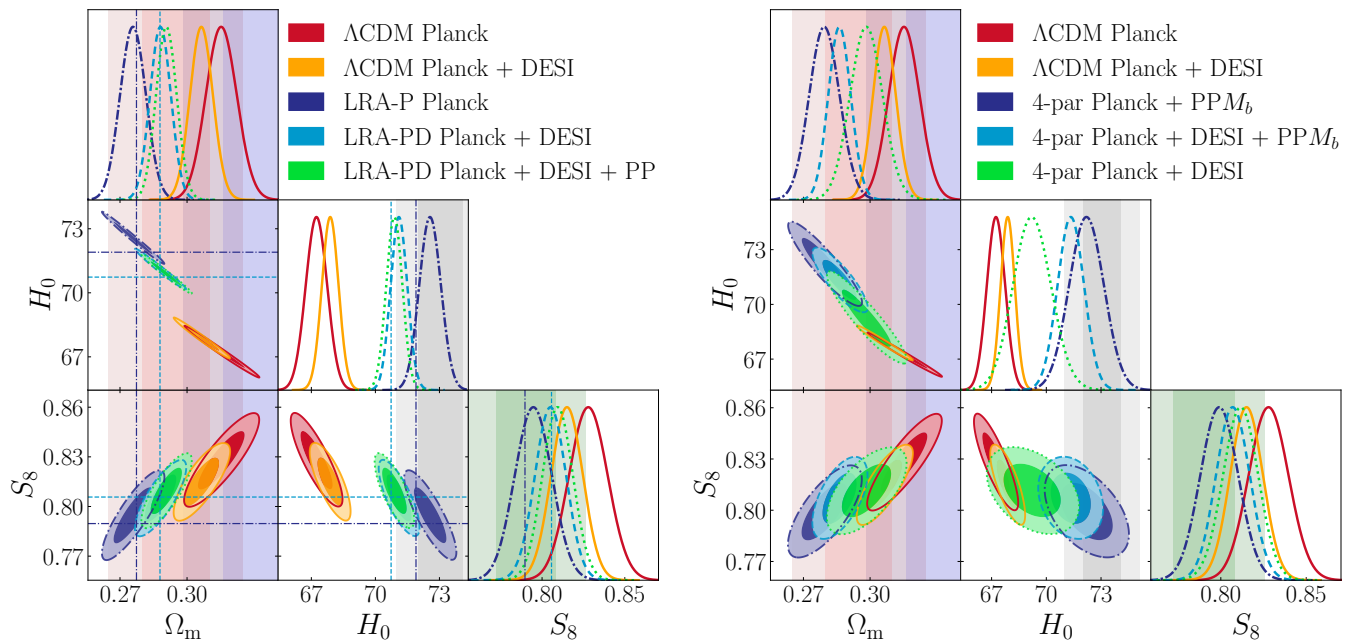 ΛCDM Planck
ΛCDM Planck + DESI
LRA-P Planck
LRA-PD Planck + DESI
LRA-PD Planck + DESI + PP
73
70
67
H₀
0.86
0.83
0.80
0.77
S₈
0.27 0.30
67 70 73
0.80 0.85
Ωₘ H₀ S₈
ΛCDM Planck
ΛCDM Planck + DESI
4-par Planck + PPM_b
4-par Planck + DESI + PPM_b
4-par Planck + DESI
73
70
67
H₀
0.86
0.83
0.80
0.77
S₈
0.27 0.30
67 70 73
0.80 0.85
Ωₘ H₀ S₈